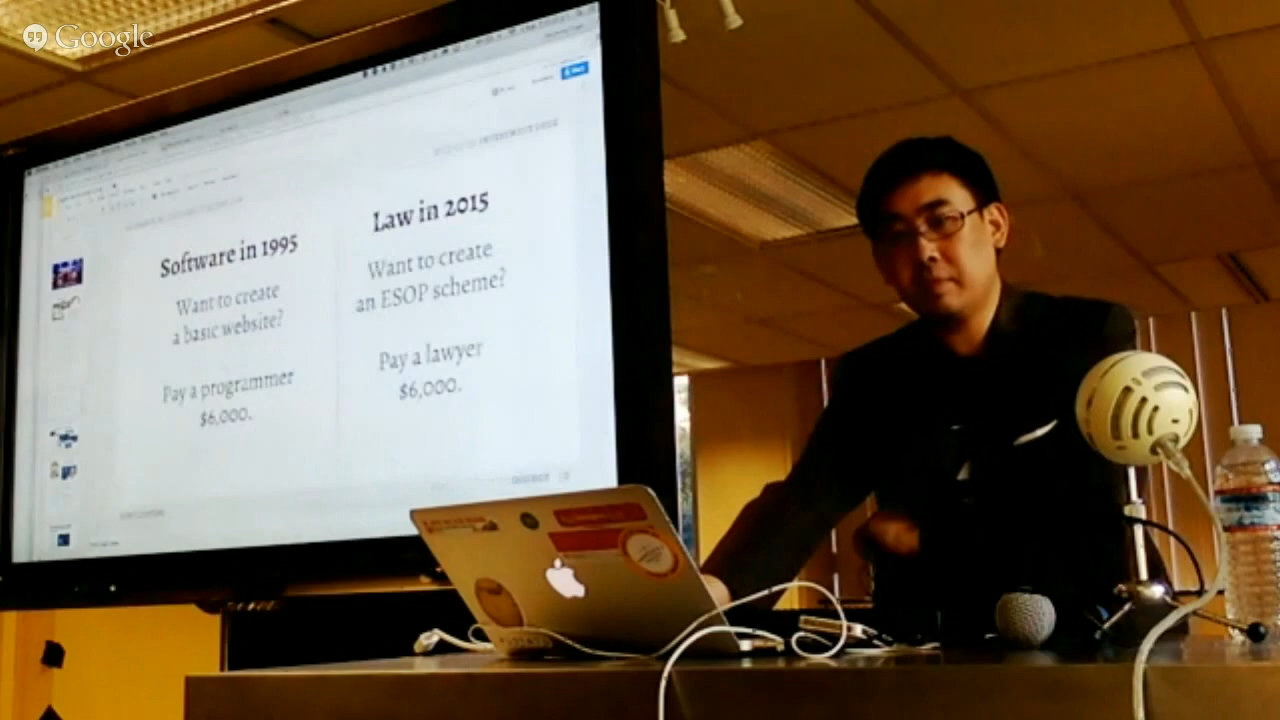 Google
Software in 1995
Want to create
a basic website?
Pay a programmer
$6,000.
Law in 2015
Want to create
an ESOP scheme?
Pay a lawyer
$6,000.